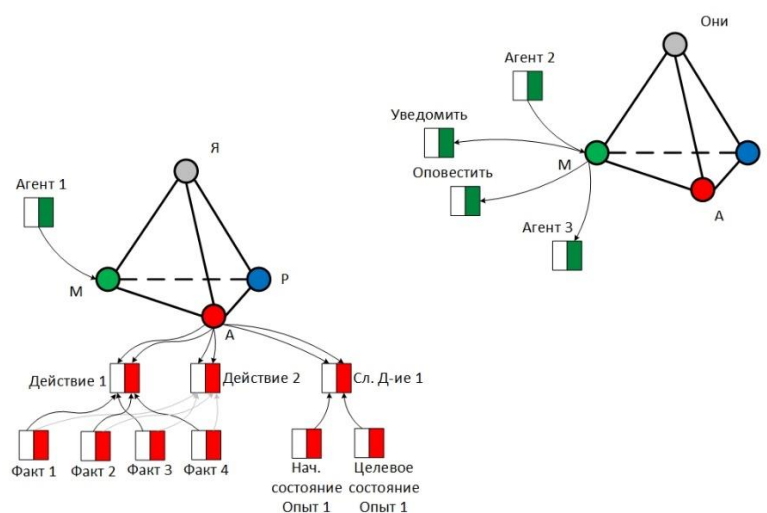 Они
Агент 2
Уведомить
М
Оповестить
А
Агент 3
Я
Агент 1
М
Р
А
Действие 1
Действие 2
Сл. Д-ие 1
Факт 1
Факт 2
Факт 3
Факт 4
Нач.
состояние
Опыт 1
Целевое
состояние
Опыт 1